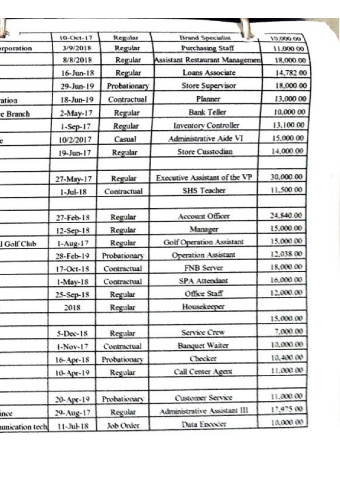 10-Oct-17 Regular Brand Specialist 15,000.00
orporation 3/9/2018 Regular Purchasing Staff 11,000.00
8/8/2018 Regular Assistant Restaurant Managemen 18,000.00
16-Jun-18 Regular Loans Associate 14,782.00
29-Jun-19 Probationary Store Supervisor 18,000.00
ration 18-Jun-19 Contractual Planner 13,000.00
e Branch 2-May-17 Regular Bank Teller 10,000.00
1-Sep-17 Regular Inventory Controller 13,100.00
e 10/2/2017 Casual Administrative Aide VI 15,000.00
19-Jun-17 Regular Store Cusstodian 14,000.00
27-May-17 Regular Executive Assistant of the VP 30,000.00
1-Jul-18 Contractual SHS Teacher 11,500.00
27-Feb-18 Regular Account Officer 24,840.00
12-Sep-18 Regular Manager 15,000.00
l Golf Club 1-Aug-17 Regular Golf Operation Assistant 15,000.00
28-Feb-19 Probationary Operation Assistant 12,038.00
17-Oct-18 Contractual FNB Server 18,000.00
1-May-18 Contractual SPA Attendant 16,000.00
25-Sep-18 Regular Office Staff 12,000.00
2018 Regular Housekeeper
15,000.00
5-Dec-18 Regular Service Crew 7,000.00
1-Nov-17 Contractual Banquet Waiter 10,000.00
16-Apr-18 Probationary Checker 10,400.00
10-Apr-19 Regular Call Center Agent 11,000.00
20-Apr-19 Probationary Customer Service 11,000.00
ince 29-Aug-17 Regular Administrative Assistant III 17,975.00
unication tech 11-Jul-18 Job Order Data Encoder 10,000.00